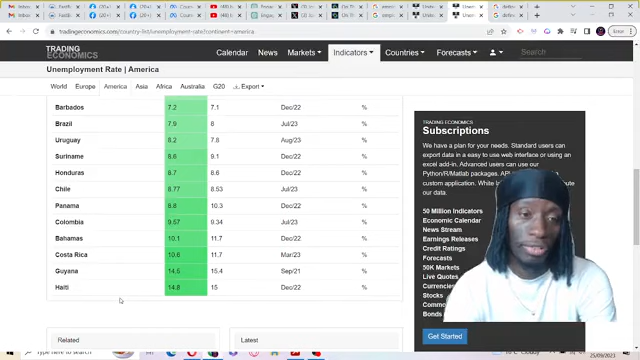 tradingeconomics.com/country-list/unemployment-rate?continent=america
TRADING
ECONOMICS
Calendar News Markets Indicators Countries Forecasts Search
Unemployment Rate | America
World Europe America Asia Africa Australia G20 Export
Barbados 7.2 7.1 Dec/22 %
Brazil 7.9 8 Jul/23 %
Uruguay 8.2 7.8 Aug/23 %
Suriname 8.6 9.1 Dec/22 %
Honduras 8.7 8.6 Dec/22 %
Chile 8.77 8.53 Jul/23 %
Panama 8.8 10.3 Dec/22 %
Colombia 9.57 9.34 Jul/23 %
Bahamas 10.1 11.7 Dec/22 %
Costa Rica 10.6 11.7 Mar/23 %
Guyana 14.5 15.4 Sep/21 %
Haiti 14.8 15 Dec/22 %
Related
Latest
TRADING ECONOMICS
Subscriptions
We have a plan for your needs. Standard users can
export data in a easy to use web interface or using an
excel add-in. Advanced users can use our
Python/R/Matlab packages.
custom application. White
our data.
50 Million Indicators
Economic Calendar
News Stream
Earnings Releases
Credit Ratings
Forecasts
50K Markets
Live Quotes
Currencies
Stocks
Commod
Bonds
Get Started
Type here to search
25/09/2023